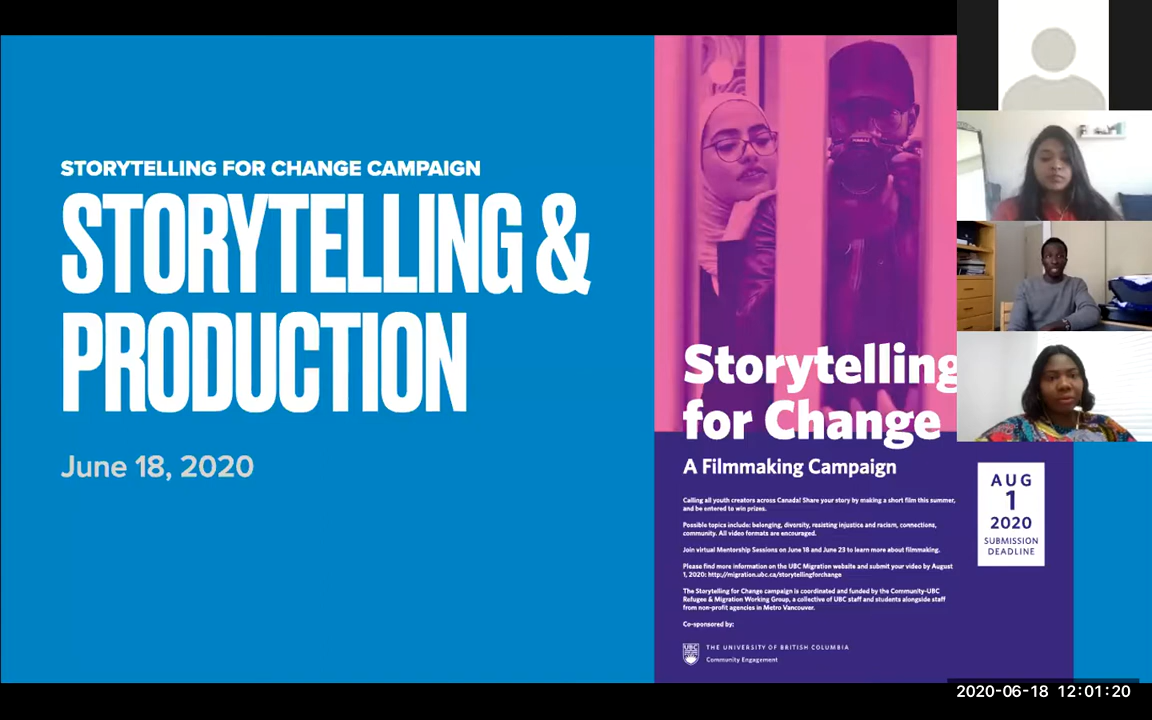 STORYTELLING FOR CHANGE CAMPAIGN
STORYTELLING &
PRODUCTION
June 18, 2020
Storytelling
for Change
A Filmmaking Campaign
Calling all youth creators across Canada! Share your story by making a short film this summer,
and be entered to win prizes.
Possible topics include: belonging, diversity, resisting injustice and racism, connections,
community. All video formats are encouraged.
Join virtual Mentorship Sessions on June 18 and June 23 to learn more about filmmaking.
Please find more information on the UBC Migration website and submit your video by August
1, 2020: http://migration.ubc.ca/storytellingforchange
The Storytelling for Change campaign is coordinated and funded by the Community-UBC
Refugee & Migration Working Group, a collective of UBC staff and students alongside staff
from non-profit agencies in Metro Vancouver.
Co-sponsored by:
UBC
THE UNIVERSITY OF BRITISH COLUMBIA
Community Engagement
AUG
1
2020
SUBMISSION
DEADLINE
2020-06-18 12:01:20